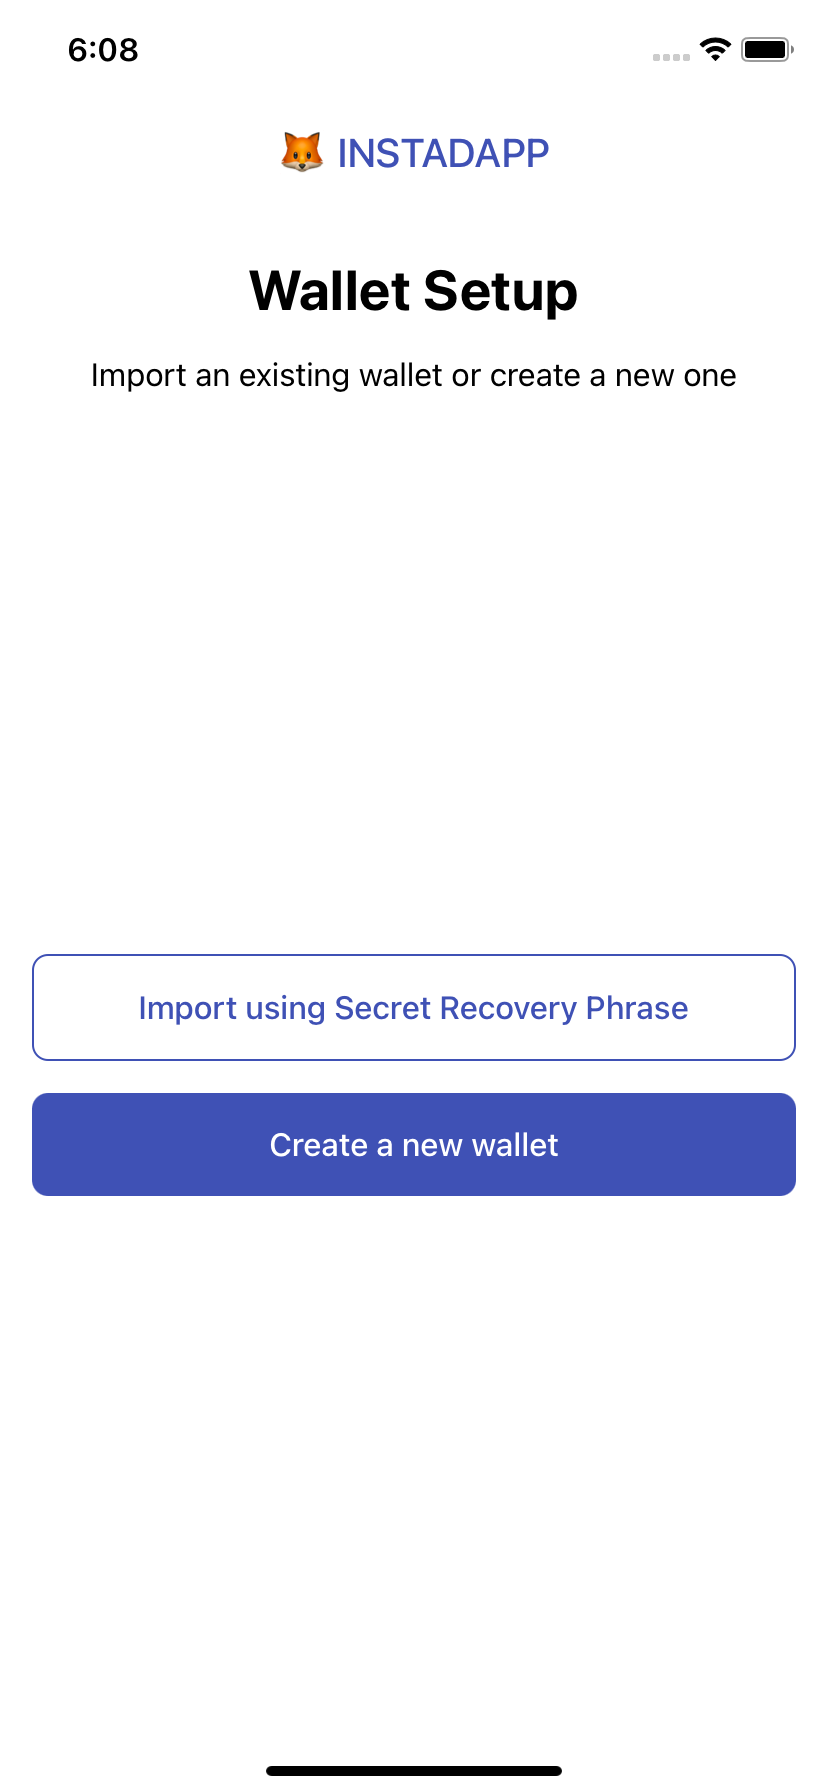 6:08
🦊 INSTADAPP
Wallet Setup
Import an existing wallet or create a new one
Import using Secret Recovery Phrase
Create a new wallet